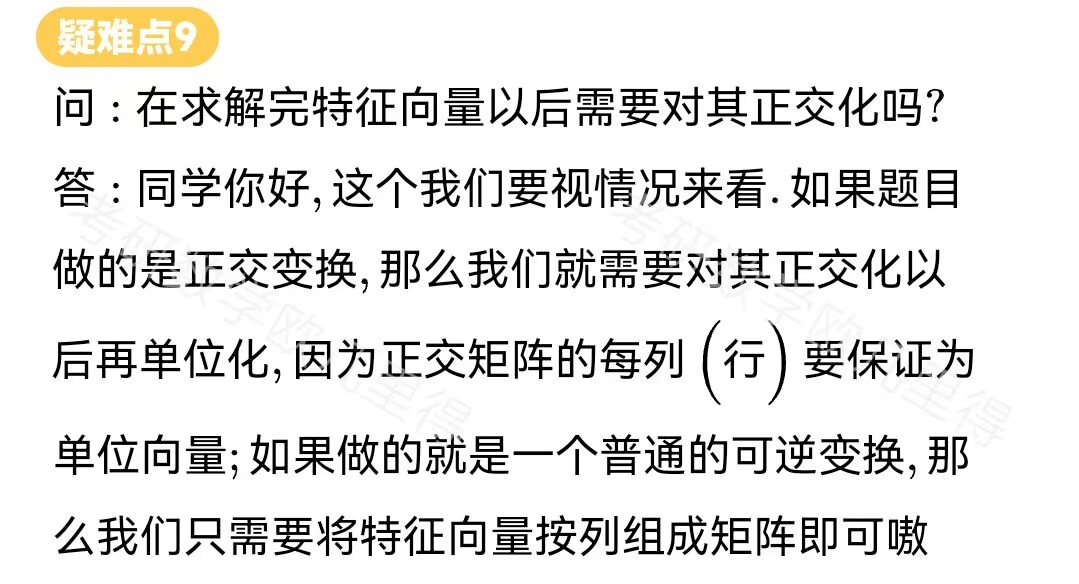 疑难点9
问：在求解完特征向量以后需要对其正交化吗?
答：同学你好,这个我们要视情况来看.如果题目
做的是正交变换,那么我们就需要对其正交化以
后再单位化,因为正交矩阵的每列(行)要保证为
单位向量;如果做的就是一个普通的可逆变换,那
么我们只需要将特征向量按列组成矩阵即可嗷
考研数学欧几里得
考研数学欧几里得